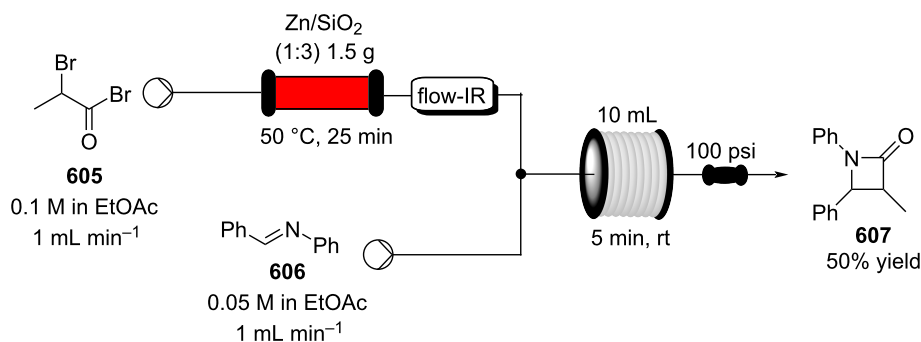 Zn/SiO₂
(1:3) 1.5 g
Br
Br
O
flow-IR
50 °C, 25 min
605
0.1 M in EtOAc
1 mL min⁻¹
Ph
N
Ph
606
0.05 M in EtOAc
1 mL min⁻¹
10 mL
5 min, rt
100 psi
Ph
N
O
Ph
607
50% yield